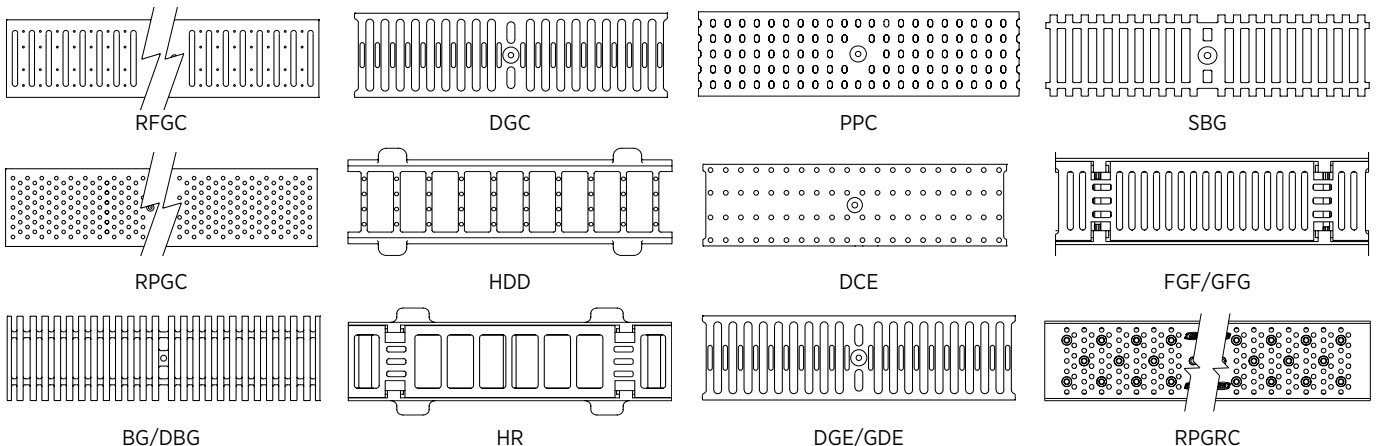 RFGC
DGC
PPC
SBG
RPGC
HDD
DCE
FGF/GFG
BG/DBG
HR
DGE/GDE
RPGRC